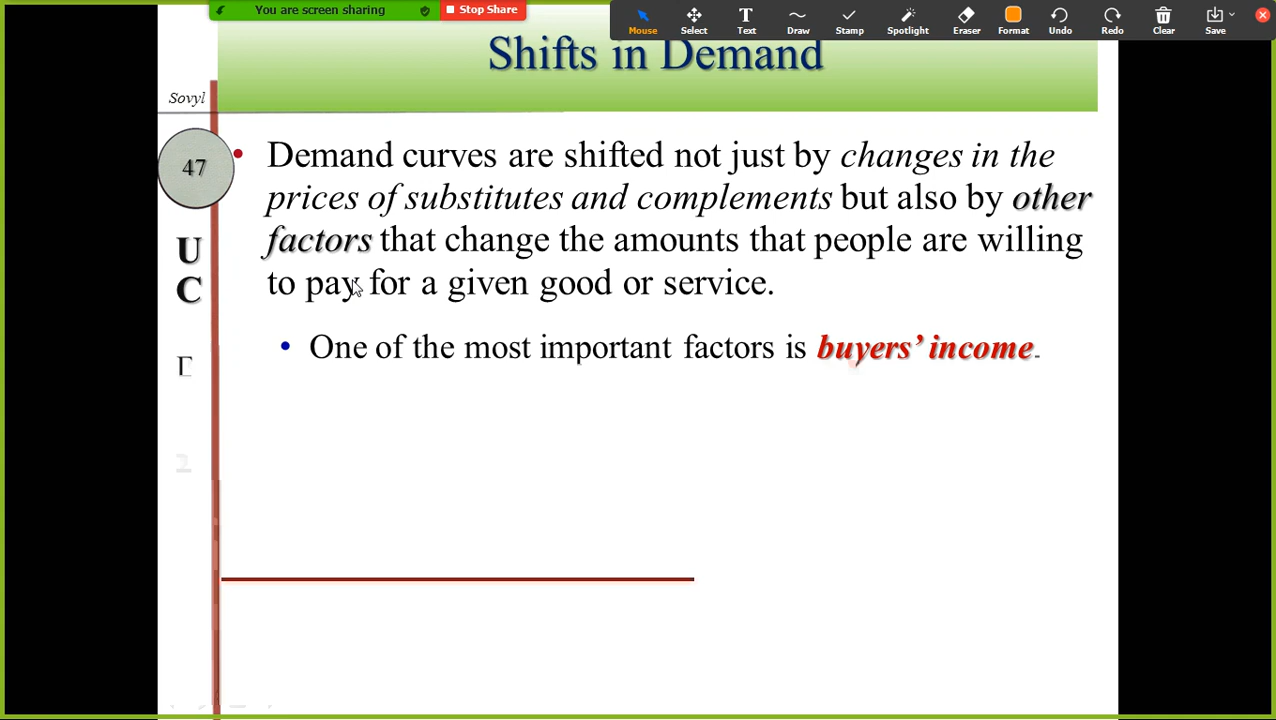 You are screen sharing
Stop Share
Mouse
Select
Text
Draw
Stamp
Spotlight
Eraser
Format
Undo
Redo
Clear
Save
Shifts in Demand
Sovyl
47
U
C
• Demand curves are shifted not just by changes in the
prices of substitutes and complements but also by other
factors that change the amounts that people are willing
to pay for a given good or service.
• One of the most important factors is buyers’ income.